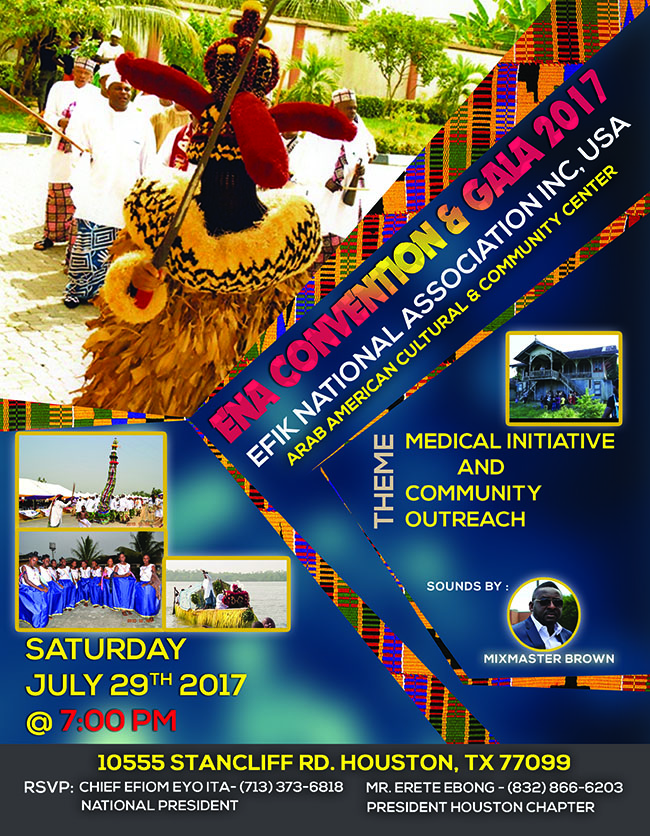 ENA CONVENTION & GALA 2017
EFIK NATIONAL ASSOCIATION INC, USA
ARAB AMERICAN CULTURAL & COMMUNITY CENTER
THEME
MEDICAL INITIATIVE
AND
COMMUNITY
OUTREACH
SOUNDS BY :
MIXMASTER BROWN
SATURDAY
JULY 29TH 2017
@ 7:00 PM
10555 STANCLIFF RD. HOUSTON, TX 77099
RSVP: CHIEF EFIOM EYO ITA- (713) 373-6818
NATIONAL PRESIDENT
MR. ERETE EBONG - (832) 866-6203
PRESIDENT HOUSTON CHAPTER